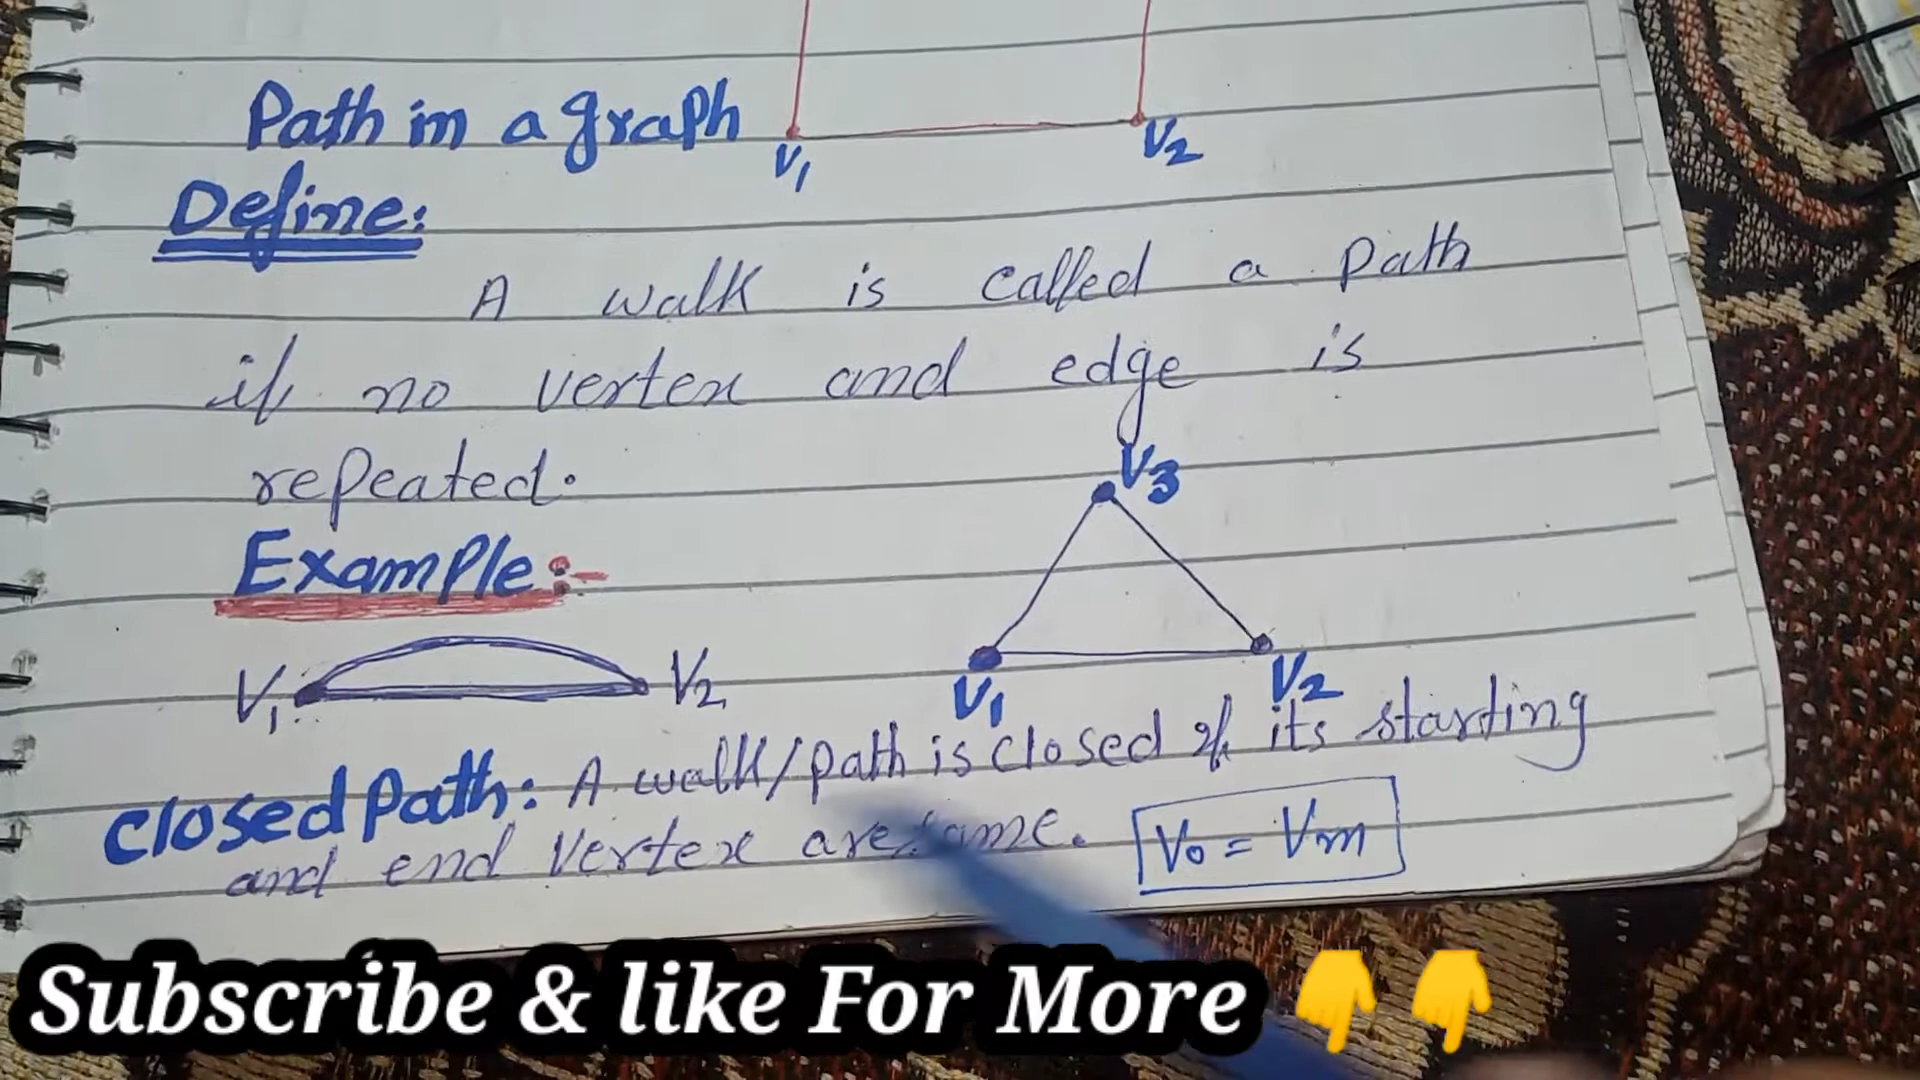 Path in a graph
V1
V2
Define:
A walk is called a path
if no vertex and edge is
repeated.
V3
Example:-
V1
V2
V1
V2
Closed Path: A walk/path is closed if its starting
and end vertex are same. V0 = Vm
Subscribe & like For More 👇👇